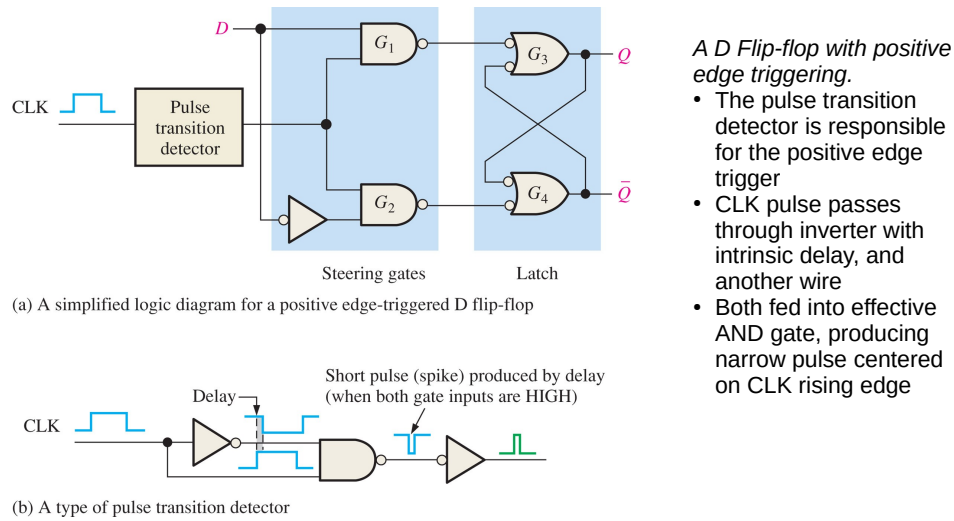 D
G1
G3
Q
CLK
Pulse
transition
detector
G2
G4
Q̄
Steering gates
Latch
(a) A simplified logic diagram for a positive edge-triggered D flip-flop
Delay
Short pulse (spike) produced by delay
(when both gate inputs are HIGH)
CLK
(b) A type of pulse transition detector
A D Flip-flop with positive
edge triggering.
• The pulse transition
detector is responsible
for the positive edge
trigger
• CLK pulse passes
through inverter with
intrinsic delay, and
another wire
• Both fed into effective
AND gate, producing
narrow pulse centered
on CLK rising edge